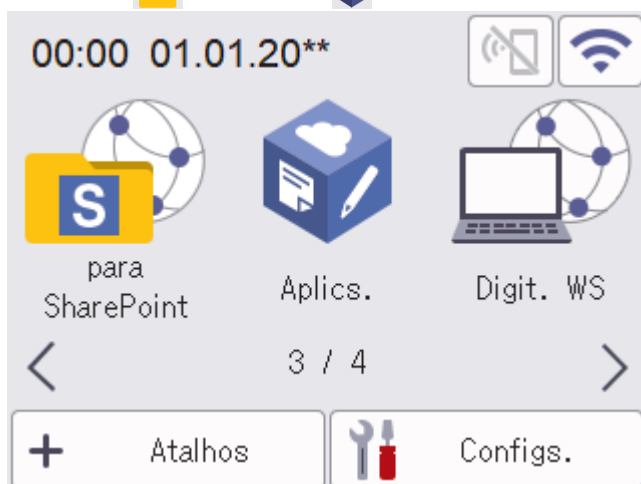 00:00 01.01.20**
S
para
SharePoint
Aplics.
Digit. WS
3 / 4
Atalhos
Configs.